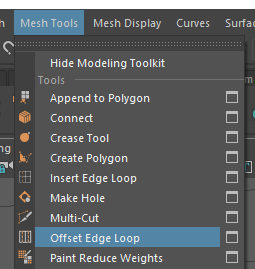 Mesh Tools Mesh Display Curves
Hide Modeling Toolkit
Tools
Append to Polygon
Connect
Crease Tool
Create Polygon
Insert Edge Loop
Make Hole
Multi-Cut
Offset Edge Loop
Paint Reduce Weights